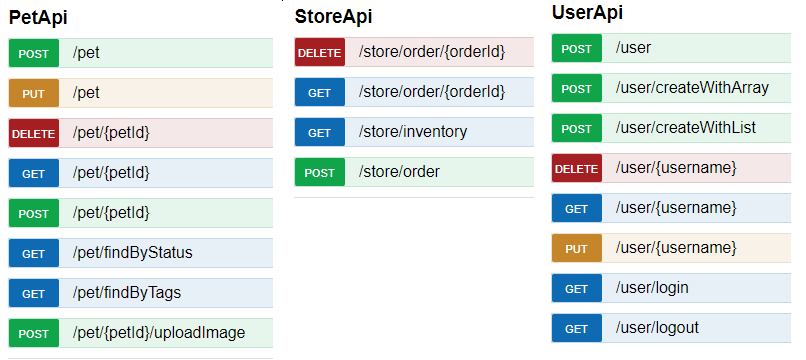 PetApi
POST /pet
PUT /pet
DELETE /pet/{petId}
GET /pet/{petId}
POST /pet/{petId}
GET /pet/findByStatus
GET /pet/findByTags
POST /pet/{petId}/uploadImage
StoreApi
DELETE /store/order/{orderId}
GET /store/order/{orderId}
GET /store/inventory
POST /store/order
UserApi
POST /user
POST /user/createWithArray
POST /user/createWithList
DELETE /user/{username}
GET /user/{username}
PUT /user/{username}
GET /user/login
GET /user/logout